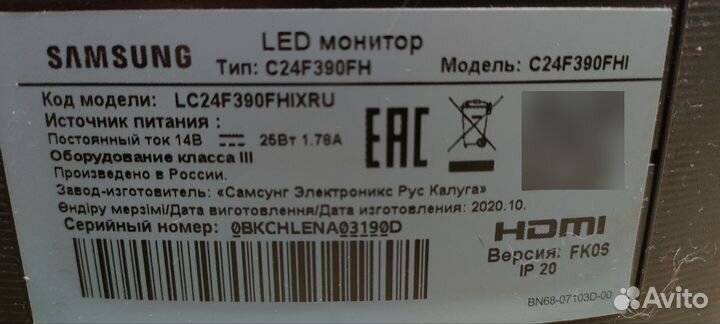 SAMSUNG
LED монитор
Тип: C24F390FH
Модель: C24F390FHI
Код модели: LC24F390FHIXRU
Источник питания :
Постоянный ток 14В 25Вт 1.78А
Оборудование класса III
Произведено в России.
Завод-изготовитель: «Самсунг Электроникс Рус Калуга»
Өндіру мерзімі/Дата виготовлення/Дата изготовления: 2020.10.
Серийный номер: 0BKCHLENA03190D
EAC
HDMI
Версия: FK06
IP 20
BN68-07103D-00
Avito